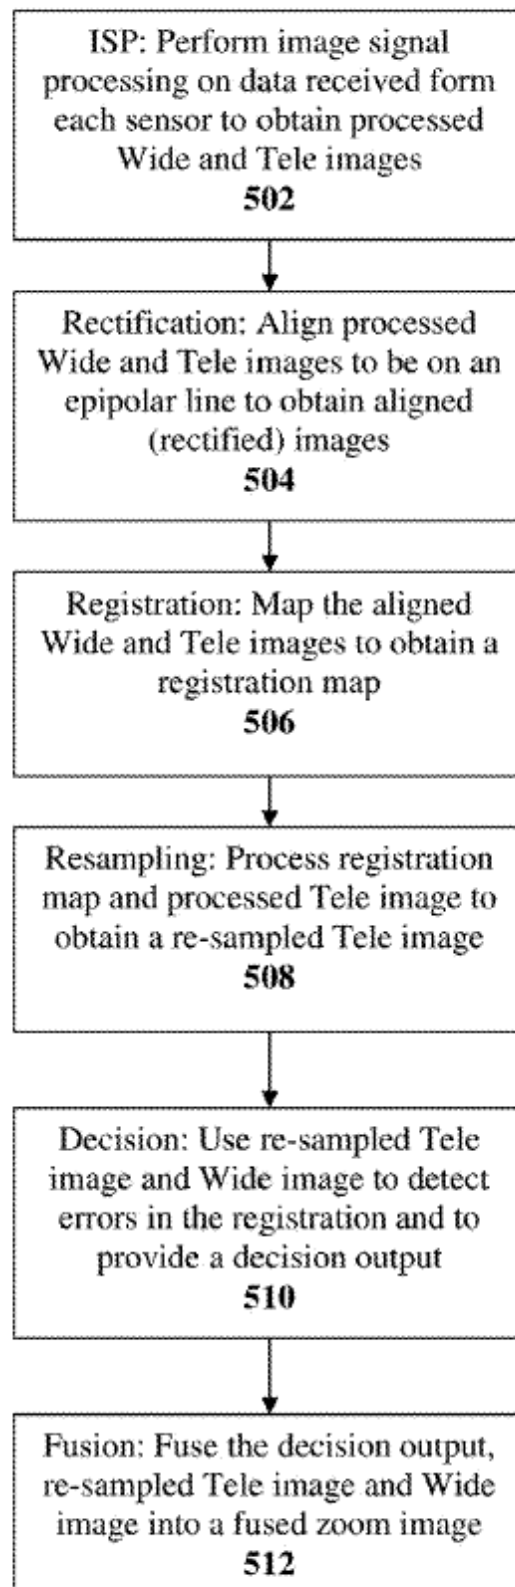 ISP: Perform image signal
processing on data received form
each sensor to obtain processed
Wide and Tele images
502
Rectification: Align processed
Wide and Tele images to be on an
epipolar line to obtain aligned
(rectified) images
504
Registration: Map the aligned
Wide and Tele images to obtain a
registration map
506
Resampling: Process registration
map and processed Tele image to
obtain a re-sampled Tele image
508
Decision: Use re-sampled Tele
image and Wide image to detect
errors in the registration and to
provide a decision output
510
Fusion: Fuse the decision output,
re-sampled Tele image and Wide
image into a fused zoom image
512